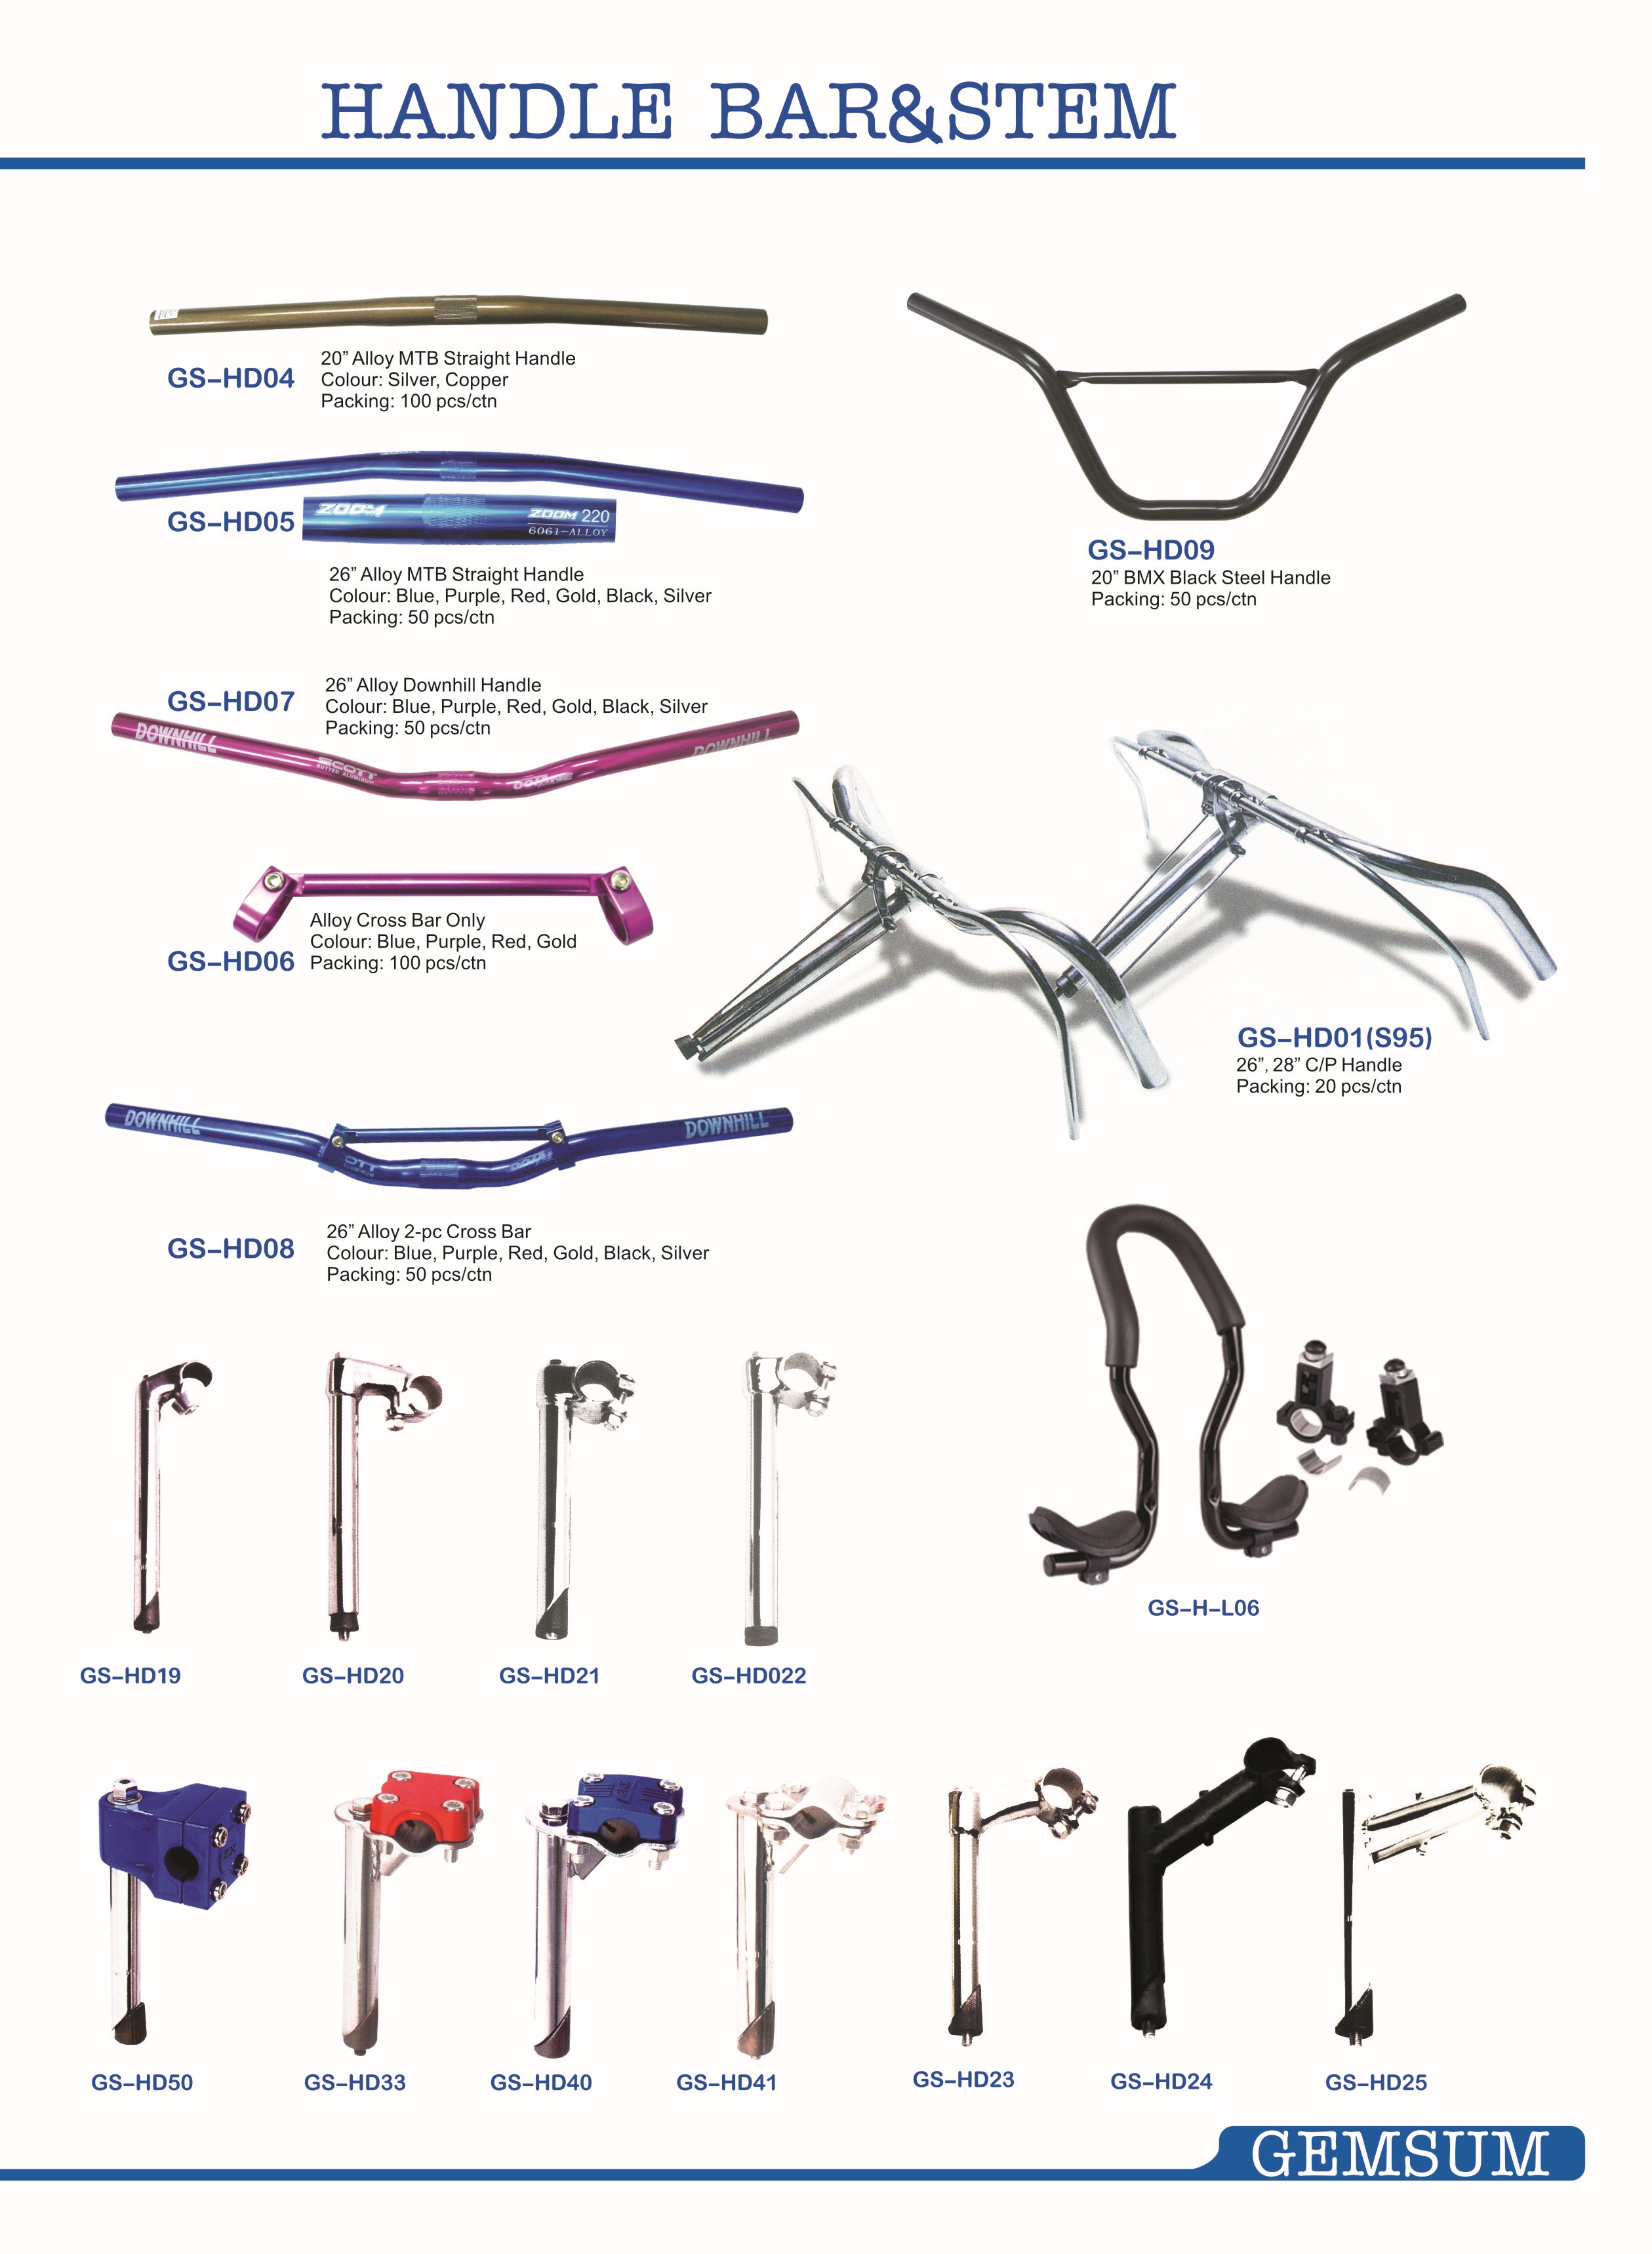 HANDLE BAR&STEM
GS-HD04
20” Alloy MTB Straight Handle
Colour: Silver, Copper
Packing: 100 pcs/ctn
ZOOM
ZOOM 220
6061-ALLOY
GS-HD05
26” Alloy MTB Straight Handle
Colour: Blue, Purple, Red, Gold, Black, Silver
Packing: 50 pcs/ctn
GS-HD09
20” BMX Black Steel Handle
Packing: 50 pcs/ctn
GS-HD07
26” Alloy Downhill Handle
Colour: Blue, Purple, Red, Gold, Black, Silver
Packing: 50 pcs/ctn
DOWNHILL
SCOTT
BUTTED ALUMINUM
DOWNHILL
GS-HD06
Alloy Cross Bar Only
Colour: Blue, Purple, Red, Gold
Packing: 100 pcs/ctn
GS-HD01(S95)
26”, 28” C/P Handle
Packing: 20 pcs/ctn
DOWNHILL
DOWNHILL
GS-HD08
26” Alloy 2-pc Cross Bar
Colour: Blue, Purple, Red, Gold, Black, Silver
Packing: 50 pcs/ctn
GS-H-L06
GS-HD19
GS-HD20
GS-HD21
GS-HD022
GS-HD50
GS-HD33
GS-HD40
GS-HD41
GS-HD23
GS-HD24
GS-HD25
GEMSUM